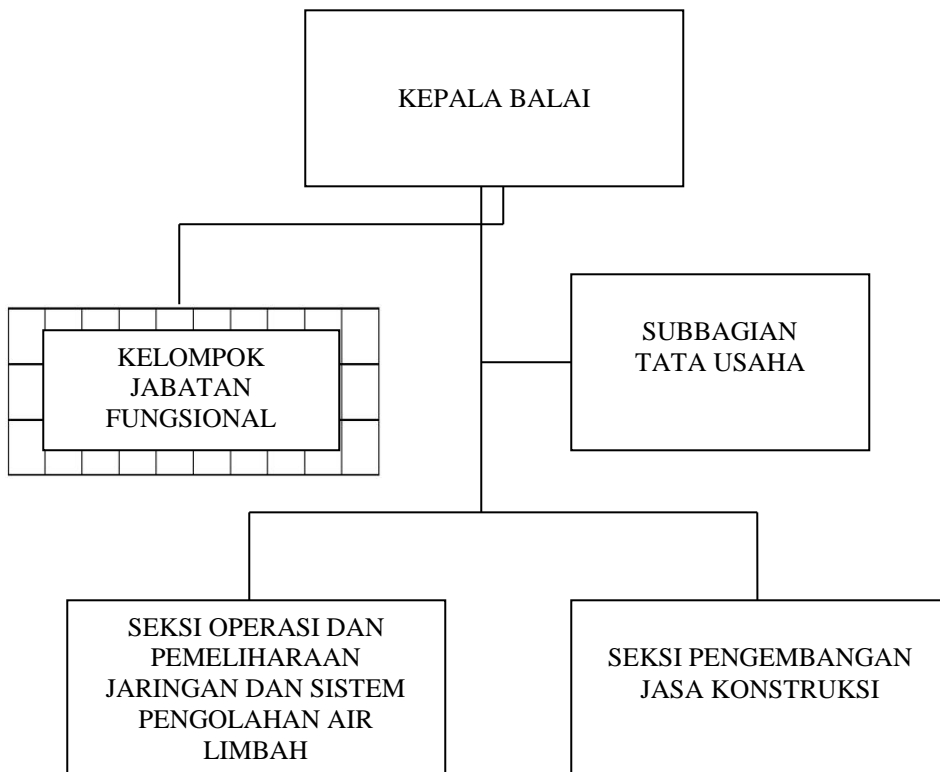 KEPALA BALAI
SUBBAGIAN
TATA USAHA
KELOMPOK
JABATAN
FUNGSIONAL
SEKSI OPERASI DAN
PEMELIHARAAN
JARINGAN DAN SISTEM
PENGOLAHAN AIR
LIMBAH
SEKSI PENGEMBANGAN
JASA KONSTRUKSI